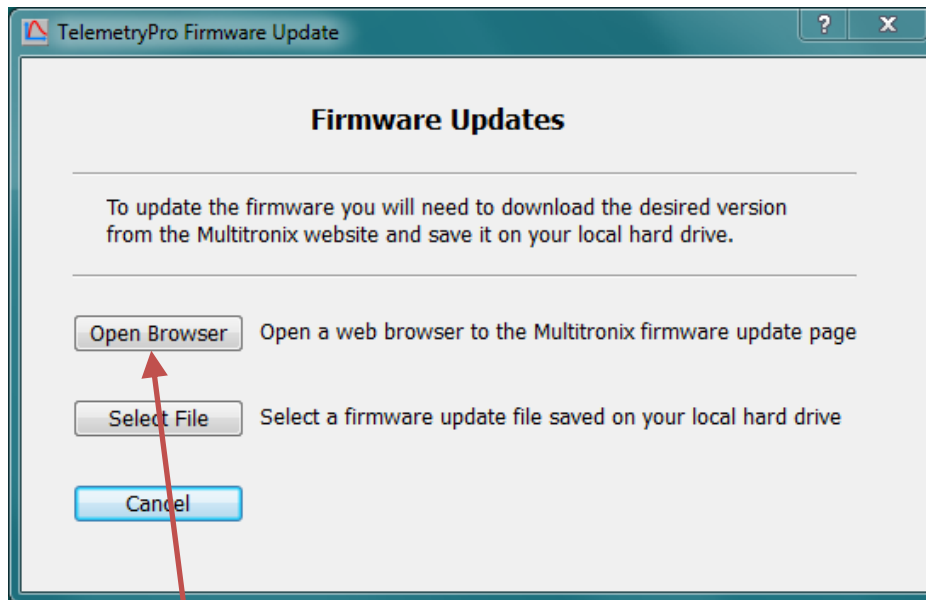 TelemetryPro Firmware Update
Firmware Updates
To update the firmware you will need to download the desired version
from the Multitronix website and save it on your local hard drive.
Open Browser Open a web browser to the Multitronix firmware update page
Select File Select a firmware update file saved on your local hard drive
Cancel